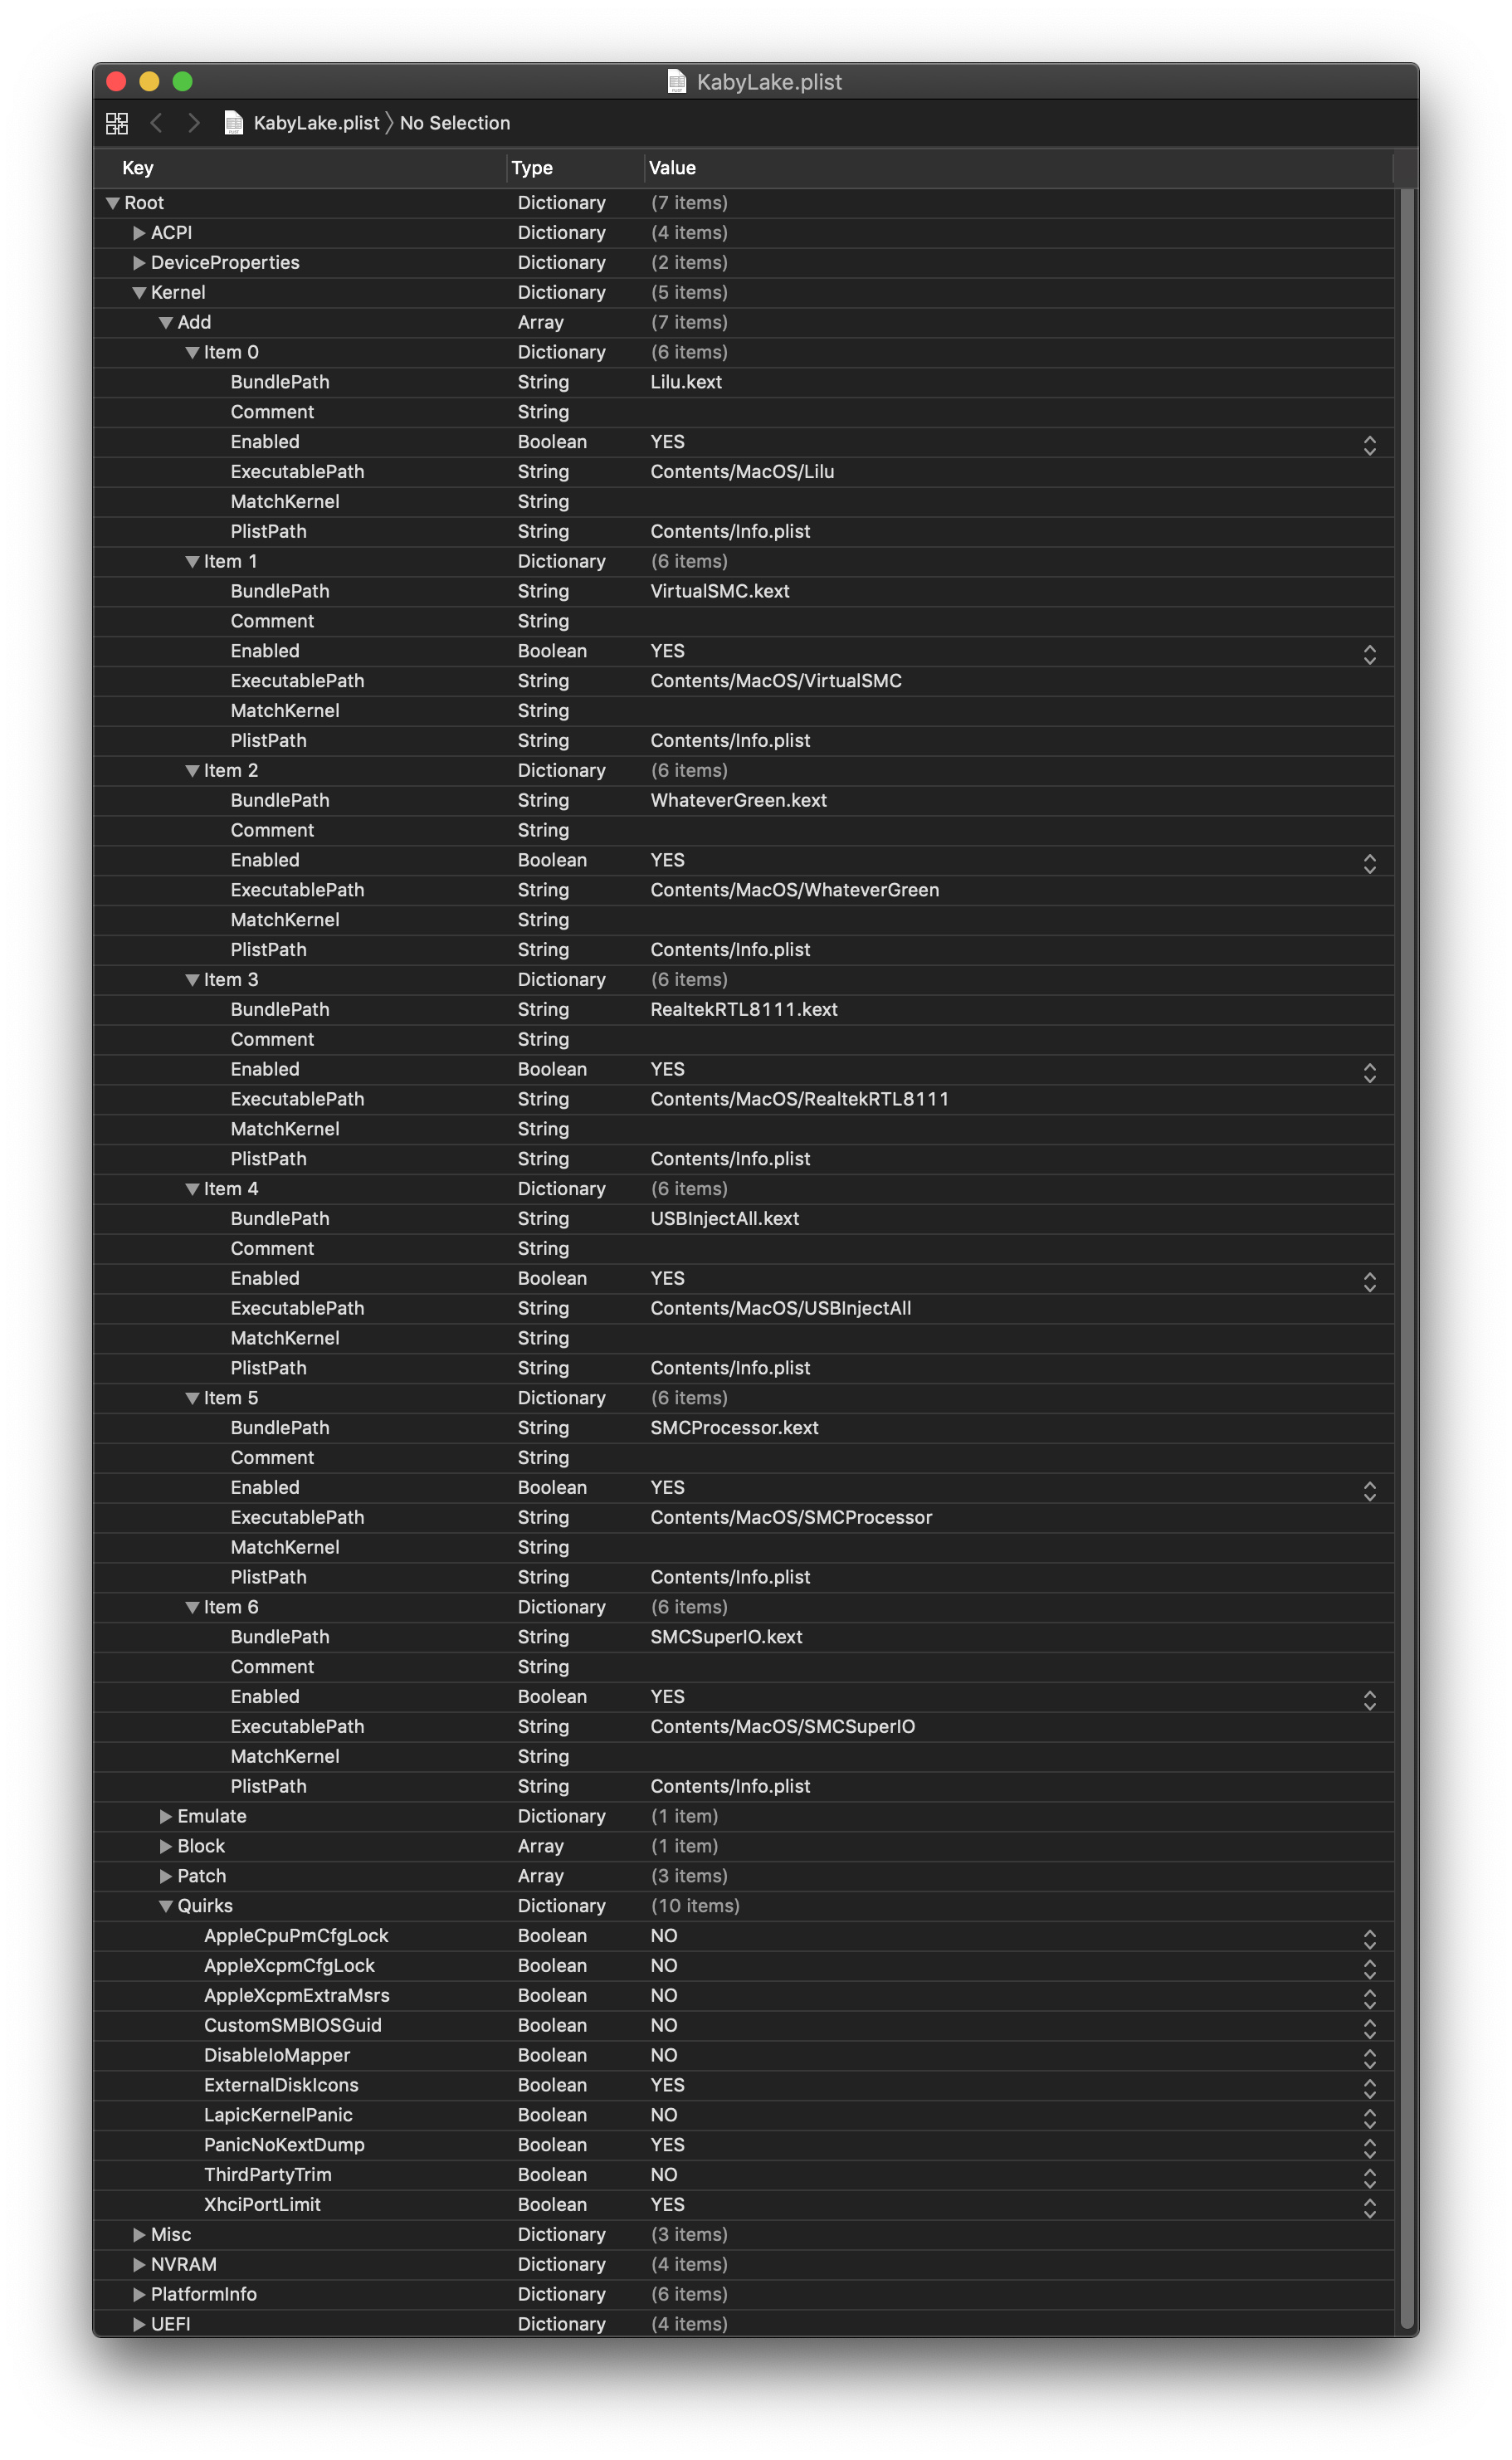 KabyLake.plist
KabyLake.plist 〉 No Selection
Key Type Value
Root Dictionary (7 items)
ACPI Dictionary (4 items)
DeviceProperties Dictionary (2 items)
Kernel Dictionary (5 items)
Add Array (7 items)
Item 0 Dictionary (6 items)
BundlePath String Lilu.kext
Comment String
Enabled Boolean YES
ExecutablePath String Contents/MacOS/Lilu
MatchKernel String
PlistPath String Contents/Info.plist
Item 1 Dictionary (6 items)
BundlePath String VirtualSMC.kext
Comment String
Enabled Boolean YES
ExecutablePath String Contents/MacOS/VirtualSMC
MatchKernel String
PlistPath String Contents/Info.plist
Item 2 Dictionary (6 items)
BundlePath String WhateverGreen.kext
Comment String
Enabled Boolean YES
ExecutablePath String Contents/MacOS/WhateverGreen
MatchKernel String
PlistPath String Contents/Info.plist
Item 3 Dictionary (6 items)
BundlePath String RealtekRTL8111.kext
Comment String
Enabled Boolean YES
ExecutablePath String Contents/MacOS/RealtekRTL8111
MatchKernel String
PlistPath String Contents/Info.plist
Item 4 Dictionary (6 items)
BundlePath String USBInjectAll.kext
Comment String
Enabled Boolean YES
ExecutablePath String Contents/MacOS/USBInjectAll
MatchKernel String
PlistPath String Contents/Info.plist
Item 5 Dictionary (6 items)
BundlePath String SMCProcessor.kext
Comment String
Enabled Boolean YES
ExecutablePath String Contents/MacOS/SMCProcessor
MatchKernel String
PlistPath String Contents/Info.plist
Item 6 Dictionary (6 items)
BundlePath String SMCSuperIO.kext
Comment String
Enabled Boolean YES
ExecutablePath String Contents/MacOS/SMCSuperIO
MatchKernel String
PlistPath String Contents/Info.plist
Emulate Dictionary (1 item)
Block Array (1 item)
Patch Array (3 items)
Quirks Dictionary (10 items)
AppleCpuPmCfgLock Boolean NO
AppleXcpmCfgLock Boolean NO
AppleXcpmExtraMsrs Boolean NO
CustomSMBIOSGuid Boolean NO
DisableIoMapper Boolean NO
ExternalDiskIcons Boolean YES
LapicKernelPanic Boolean NO
PanicNoKextDump Boolean YES
ThirdPartyTrim Boolean NO
XhciPortLimit Boolean YES
Misc Dictionary (3 items)
NVRAM Dictionary (4 items)
PlatformInfo Dictionary (6 items)
UEFI Dictionary (4 items)